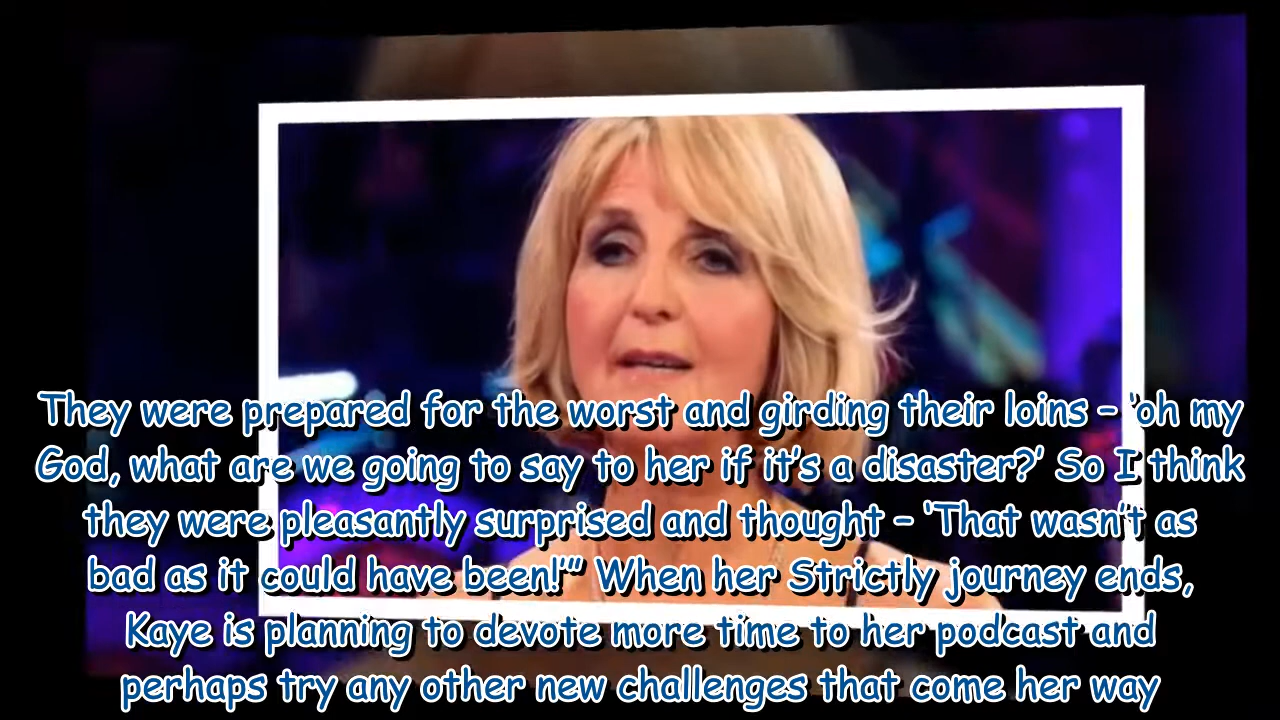 They were prepared for the worst and girding their loins – ‘oh my
God, what are we going to say to her if it’s a disaster?’ So I think
they were pleasantly surprised and thought – ‘That wasn’t as
bad as it could have been!’” When her Strictly journey ends,
Kaye is planning to devote more time to her podcast and
perhaps try any other new challenges that come her way